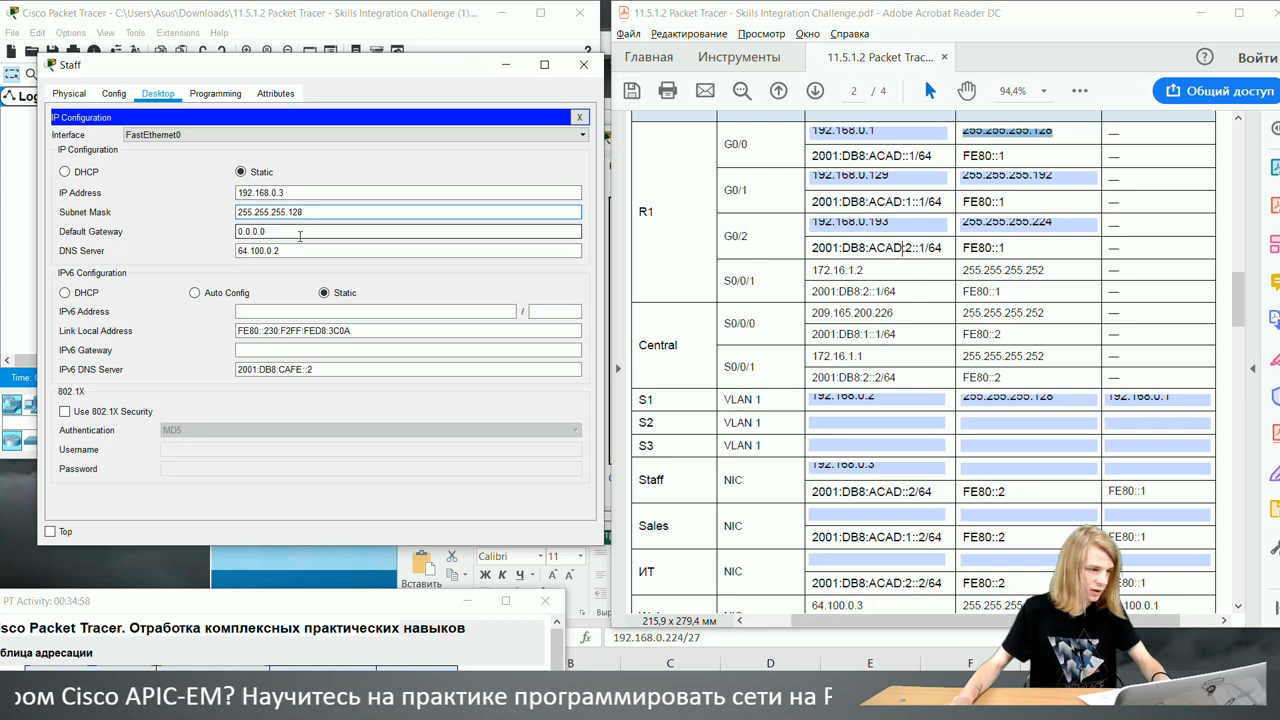 Cisco Packet Tracer - C:\Users\Asus\Downloads\11.5.1.2 Packet Tracer - Skills Integration Challenge (1)....
File Edit Options View Tools Extensions Help
Log
Staff
Physical Config Desktop Programming Attributes
IP Configuration X
Interface FastEthernet0
IP Configuration
DHCP Static
IP Address 192.168.0.3
Subnet Mask 255.255.255.128
Default Gateway 0.0.0.0
DNS Server 64.100.0.2
IPv6 Configuration
DHCP Auto Config Static
IPv6 Address /
Link Local Address FE80::230:F2FF:FED8:3C0A
IPv6 Gateway
IPv6 DNS Server 2001:DB8:CAFE::2
802.1X
Use 802.1X Security
Authentication MD5
Username
Password
Top
Time:
11.5.1.2 Packet Tracer - Skills Integration Challenge.pdf - Adobe Acrobat Reader DC
Файл Редактирование Просмотр Окно Справка
Главная Инструменты 11.5.1.2 Packet Trac... × Войти
2 / 4 94,4% Общий доступ
R1 G0/0 192.168.0.1 255.255.255.128 —
2001:DB8:ACAD::1/64 FE80::1 —
G0/1 192.168.0.129 255.255.255.192 —
2001:DB8:ACAD:1::1/64 FE80::1 —
G0/2 192.168.0.193 255.255.255.224 —
2001:DB8:ACAD:2::1/64 FE80::1 —
S0/0/1 172.16.1.2 255.255.255.252 —
2001:DB8:2::1/64 FE80::1 —
Central S0/0/0 209.165.200.226 255.255.255.252 —
2001:DB8:1::1/64 FE80::2 —
S0/0/1 172.16.1.1 255.255.255.252 —
2001:DB8:2::2/64 FE80::2 —
S1 VLAN 1 192.168.0.2 255.255.255.128 192.168.0.1
S2 VLAN 1
S3 VLAN 1
Staff NIC 192.168.0.3
2001:DB8:ACAD::2/64 FE80::2 FE80::1
Sales NIC
2001:DB8:ACAD:1::2/64 FE80::2 FE80::1
ИТ NIC
2001:DB8:ACAD:2::2/64 FE80::2 FE80::1
64.100.0.3
215,9 x 279,4 мм
Вставить
Calibri 11
Ж К Ч
fx 192.168.0.224/27
B C D E F
PT Activity: 00:34:58
sco Packet Tracer. Отработка комплексных практических навыков
блица адресации
ром Cisco APIC-EM? Научитесь на практике программировать сети на P